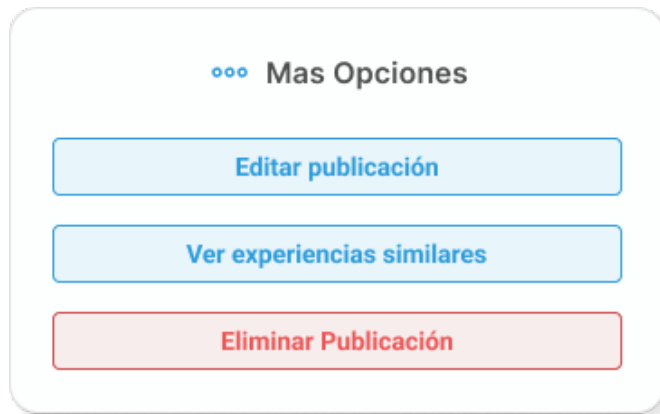 Mas Opciones
Editar publicación
Ver experiencias similares
Eliminar Publicación